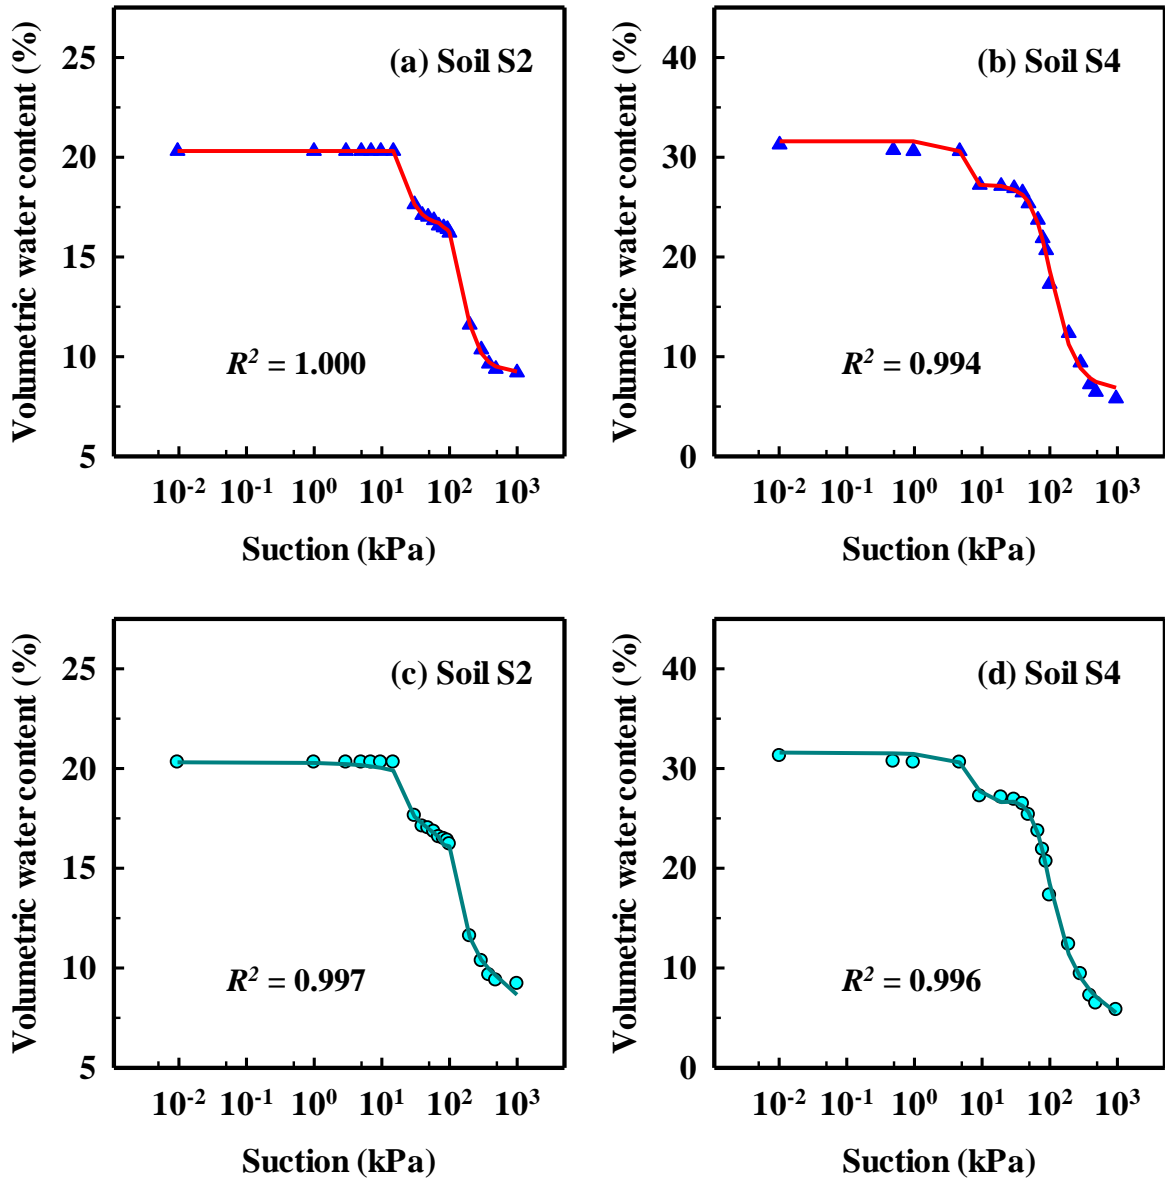 (a) Soil S2
Volumetric water content (%)
25
20
15
10
5
R² = 1.000
10⁻² 10⁻¹ 10⁰ 10¹ 10² 10³
Suction (kPa)
(b) Soil S4
Volumetric water content (%)
40
30
20
10
0
R² = 0.994
10⁻² 10⁻¹ 10⁰ 10¹ 10² 10³
Suction (kPa)
(c) Soil S2
Volumetric water content (%)
25
20
15
10
5
R² = 0.997
10⁻² 10⁻¹ 10⁰ 10¹ 10² 10³
Suction (kPa)
(d) Soil S4
Volumetric water content (%)
40
30
20
10
0
R² = 0.996
10⁻² 10⁻¹ 10⁰ 10¹ 10² 10³
Suction (kPa)